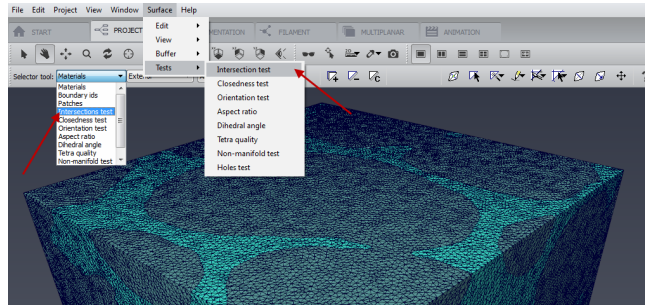 File Edit Project View Window Surface Help
START
PROJECT
FILAMENT
MULTIPLANAR
ANIMATION
Edit
View
Buffer
Tests
Selector tool: Materials
Materials
Boundary ids
Patches
Intersections test
Closedness test
Orientation test
Aspect ratio
Dihedral angle
Tetra quality
Non-manifold test
Intersection test
Closedness test
Orientation test
Aspect ratio
Dihedral angle
Tetra quality
Non-manifold test
Holes test